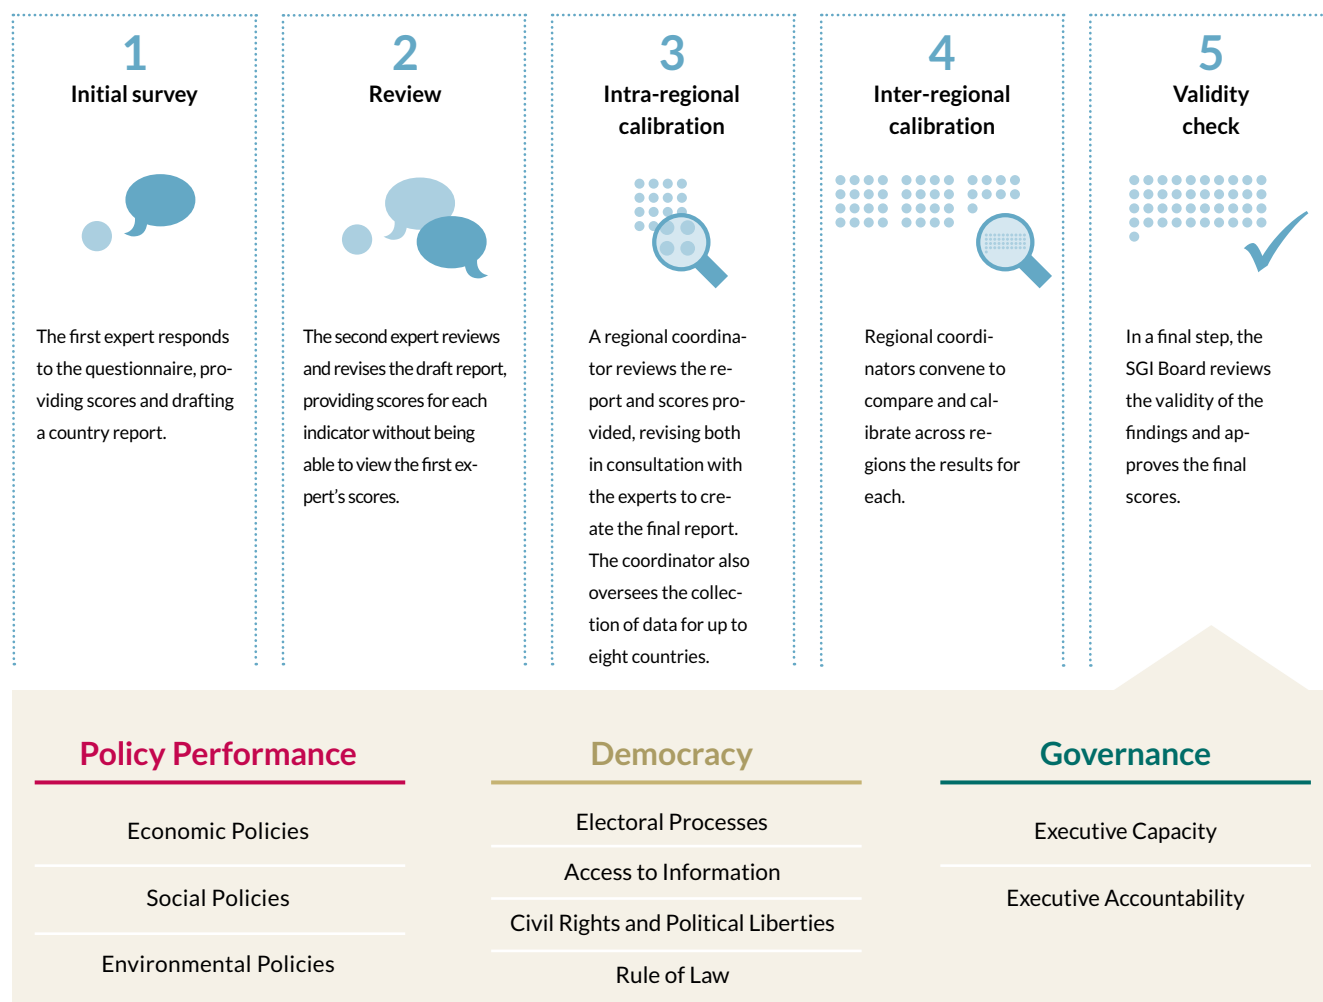 1
Initial survey
The first expert responds
to the questionnaire, pro-
viding scores and drafting
a country report.
2
Review
The second expert reviews
and revises the draft report,
providing scores for each
indicator without being
able to view the first ex-
pert’s scores.
3
Intra-regional
calibration
A regional coordina-
tor reviews the re-
port and scores pro-
vided, revising both
in consultation with
the experts to cre-
ate the final report.
The coordinator also
oversees the collec-
tion of data for up to
eight countries.
4
Inter-regional
calibration
Regional coordi-
nators convene to
compare and cal-
ibrate across re-
gions the results for
each.
5
Validity
check
In a final step, the
SGI Board reviews
the validity of the
findings and ap-
proves the final
scores.
Policy Performance
Economic Policies
Social Policies
Environmental Policies
Democracy
Electoral Processes
Access to Information
Civil Rights and Political Liberties
Rule of Law
Governance
Executive Capacity
Executive Accountability